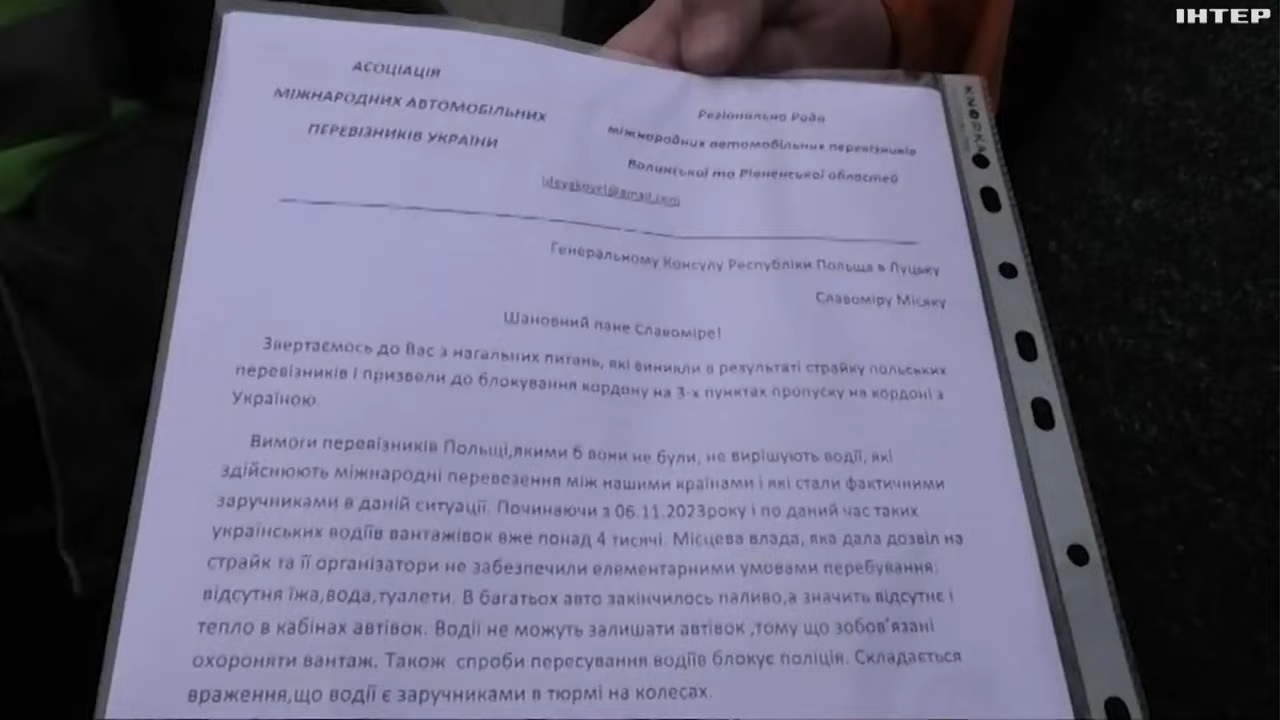 ІНТЕР
АСОЦІАЦІЯ
МІЖНАРОДНИХ АВТОМОБІЛЬНИХ
ПЕРЕВІЗНИКІВ УКРАЇНИ
Регіональна Рада
міжнародних автомобільних перевізників
Волинської та Рівненської областей
Генеральному Консулу Республіки Польща в Луцьку
Славоміру Місяку
Шановний пане Славоміре!
Звертаємось до Вас з нагальних питань, які виникли в результаті страйку польських
перевізників і призвели до блокування кордону на 3-х пунктах пропуску на кордоні з
Україною.
Вимоги перевізників Польщі,якими б вони не були, не вирішують водії, які
здійснюють міжнародні перевезення між нашими країнами і які стали фактичними
заручниками в даній ситуації. Починаючи з 06.11.2023року і по даний час таких
українських водіїв вантажівок вже понад 4 тисячі. Місцева влада, яка дала дозвіл на
страйк та її організатори не забезпечили елементарними умовами перебування:
відсутня їжа,вода,туалети. В багатьох авто закінчилось паливо,а значить відсутнє і
тепло в кабінах автівок. Водії не можуть залишати автівок ,тому що зобов'язані
охороняти вантаж. Також спроби пересування водіїв блокує поліція. Складається
враження,що водії є заручниками в тюрмі на колесах.